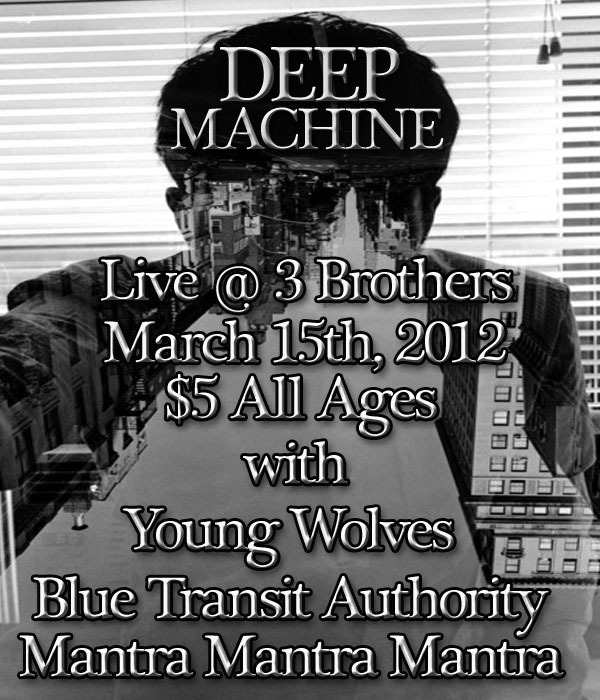 DEEP
MACHINE
Live @ 3 Brothers
March 15th, 2012
$5 All Ages
with
Young Wolves
Blue Transit Authority
Mantra Mantra Mantra